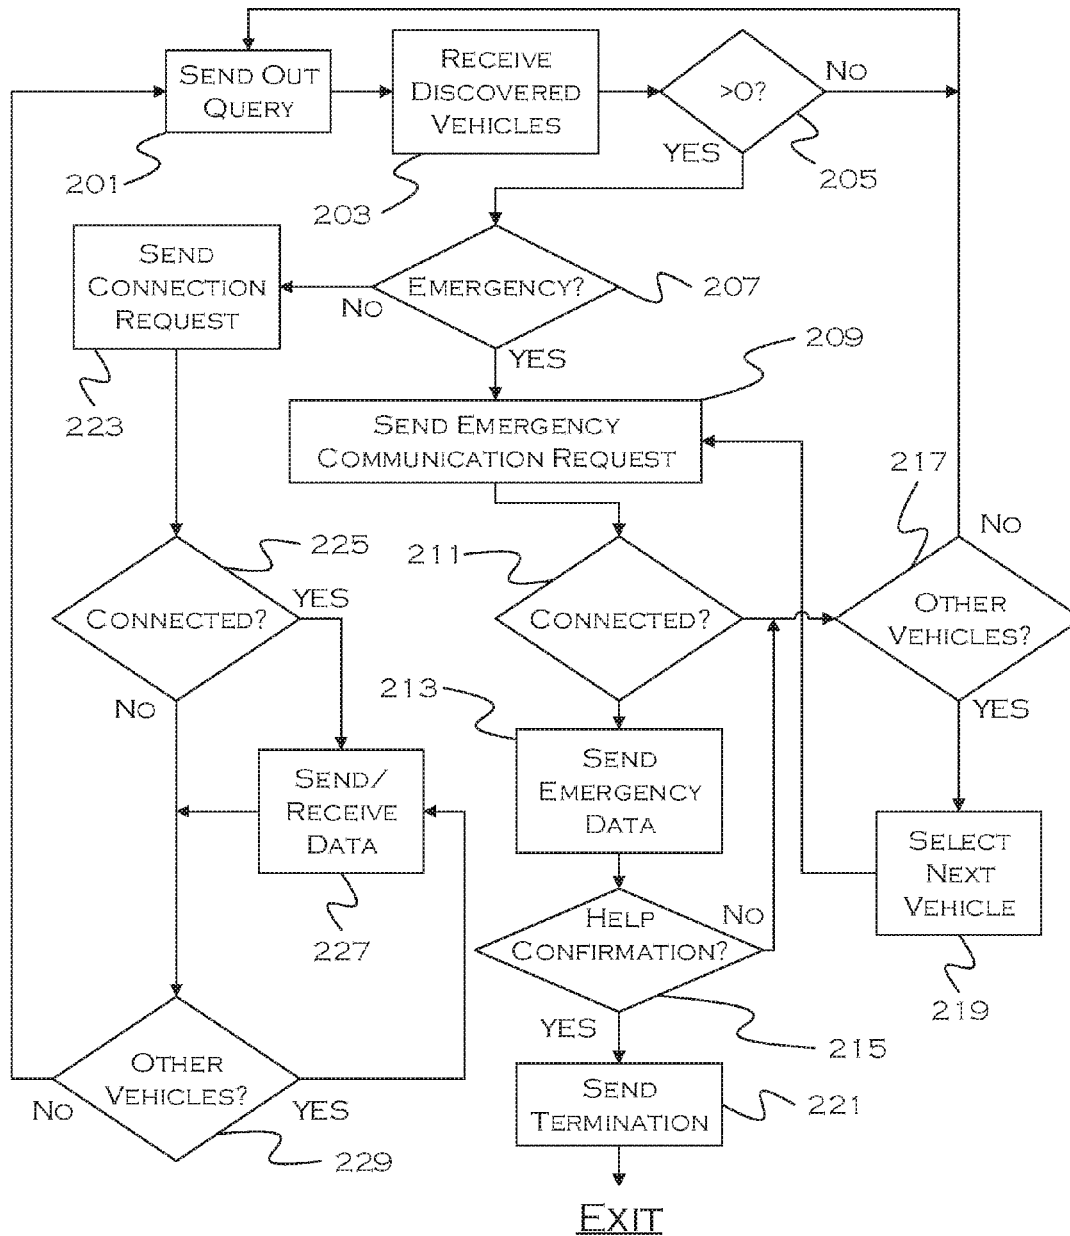 SEND OUT
QUERY
RECEIVE
DISCOVERED
VEHICLES
>0?
NO
YES
201
203
205
SEND
CONNECTION
REQUEST
EMERGENCY?
NO
207
YES
209
223
SEND EMERGENCY
COMMUNICATION REQUEST
217
NO
225
211
YES
CONNECTED?
CONNECTED?
OTHER
VEHICLES?
NO
213
YES
SEND/
RECEIVE
DATA
SEND
EMERGENCY
DATA
SELECT
NEXT
VEHICLE
227
HELP
CONFIRMATION?
NO
219
YES
215
OTHER
VEHICLES?
NO
YES
SEND
TERMINATION
221
229
EXIT